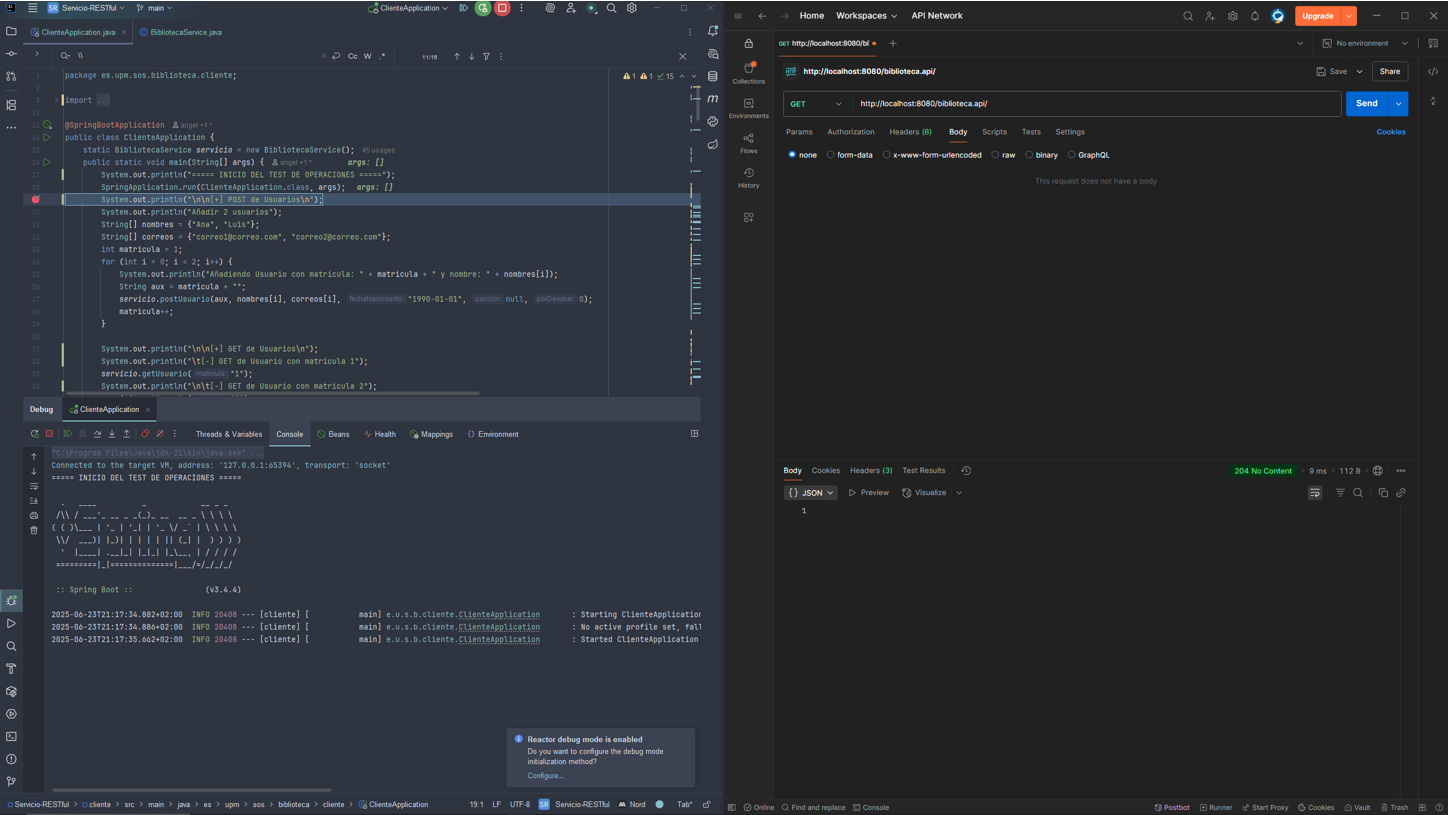 Servicio-RESTful
main
ClienteApplication
ClienteApplication.java
BibliotecaService.java
\\
Cc W .*
11/16
1 1 15
package es.upm.sos.biblioteca.cliente;
import ...
@SpringBootApplication angel +1 *
public class ClienteApplication {
static BibliotecaService servicio = new BibliotecaService(); 45 usages
public static void main(String[] args) { angel +1 * args: []
System.out.println("===== INICIO DEL TEST DE OPERACIONES =====");
SpringApplication.run(ClienteApplication.class, args); args: []
System.out.println("\n\n[+] POST de Usuarios\n");
System.out.println("Añadir 2 usuarios");
String[] nombres = {"Ana", "Luis"};
String[] correos = {"correo1@correo.com", "correo2@correo.com"};
int matricula = 1;
for (int i = 0; i < 2; i++) {
System.out.println("Añadiendo Usuario con matricula: " + matricula + " y nombre: " + nombres[i]);
String aux = matricula + "";
servicio.postUsuario(aux, nombres[i], correos[i], fechaNacimiento: "1990-01-01", sancion: null, porDevolver: 0);
matricula++;
}
System.out.println("\n\n[+] GET de Usuarios\n");
System.out.println("\t[-] GET de Usuario con matricula 1");
servicio.getUsuario( matricula: "1");
System.out.println("\n\t[-] GET de Usuario con matricula 2");
Debug ClienteApplication
Threads & Variables Console Beans Health Mappings Environment
"C:\Program Files\Java\jdk-21\bin\java.exe" ...
Connected to the target VM, address: '127.0.0.1:65394', transport: 'socket'
===== INICIO DEL TEST DE OPERACIONES =====
:: Spring Boot :: (v3.4.4)
2025-06-23T21:17:34.882+02:00 INFO 20408 --- [cliente] [ main] e.u.s.b.cliente.ClienteApplication : Starting ClienteApplication
2025-06-23T21:17:34.886+02:00 INFO 20408 --- [cliente] [ main] e.u.s.b.cliente.ClienteApplication : No active profile set, fall
2025-06-23T21:17:35.662+02:00 INFO 20408 --- [cliente] [ main] e.u.s.b.cliente.ClienteApplication : Started ClienteApplication
Reactor debug mode is enabled
Do you want to configure the debug mode
initialization method?
Configure...
Servicio-RESTful > cliente > src > main > java > es > upm > sos > biblioteca > cliente > ClienteApplication 19:1 LF UTF-8 SR Servicio-RESTful Nord Tab*
Home Workspaces API Network Upgrade
GET http://localhost:8080/bl No environment
Collections
Environments
Flows
History
http://localhost:8080/biblioteca.api/ Save Share
GET http://localhost:8080/biblioteca.api/ Send
Params Authorization Headers (6) Body Scripts Tests Settings Cookies
none form-data x-www-form-urlencoded raw binary GraphQL
This request does not have a body
Body Cookies Headers (3) Test Results 204 No Content 9 ms 112 B
{} JSON Preview Visualize
1
Online Find and replace Console Postbot Runner Start Proxy Cookies Vault Trash